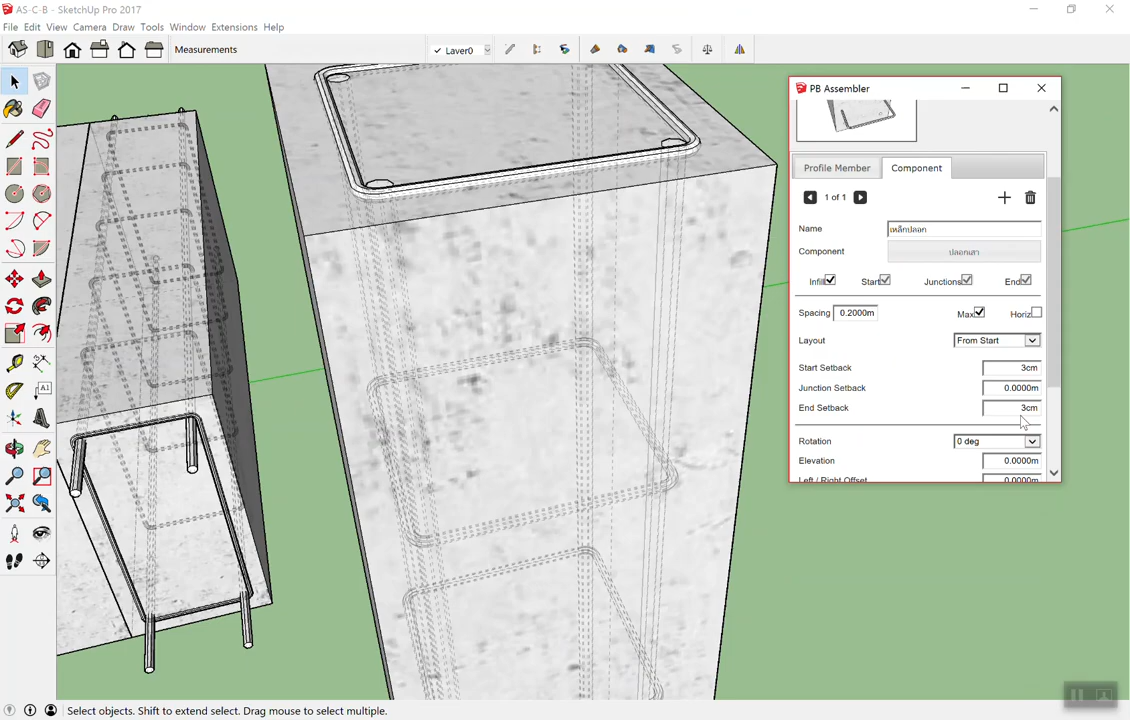 AS-C-B - SketchUp Pro 2017
File Edit View Camera Draw Tools Window Extensions Help
Measurements
✓ Layer0
PB Assembler
Profile Member
Component
1 of 1
Name เหล็กปลอก
Component ปลอกเสา
Infill Start Junctions End
Spacing 0.2000m Max Horiz
Layout From Start
Start Setback 3cm
Junction Setback 0.0000m
End Setback 3cm
Rotation 0 deg
Elevation 0.0000m
Left / Right Offset 0.0000m
A1
Select objects. Shift to extend select. Drag mouse to select multiple.